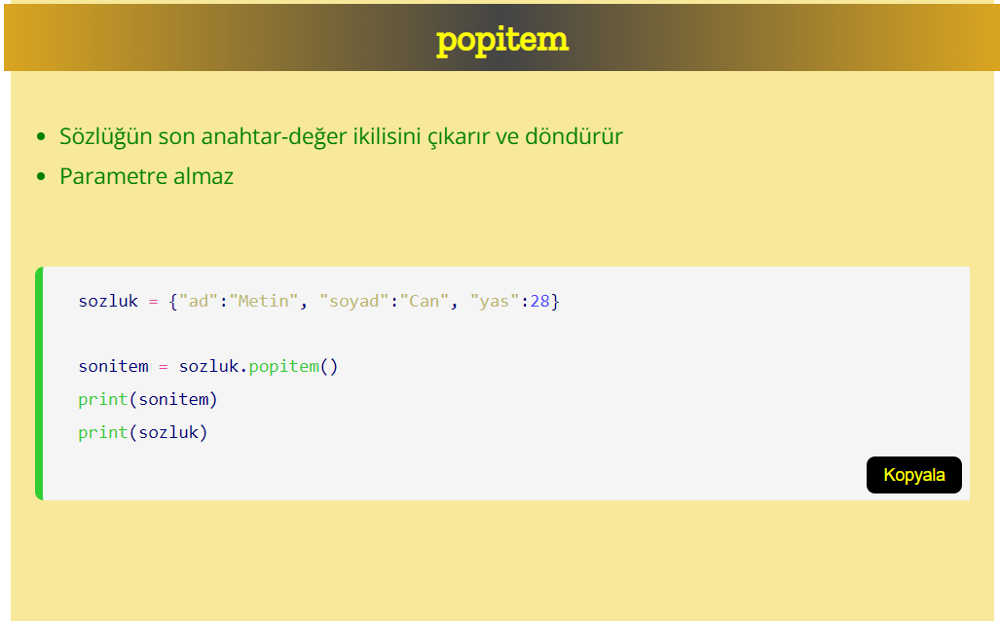 popitem
Sözlüğün son anahtar-değer ikilisini çıkarır ve döndürür
Parametre almaz
sozluk = {"ad":"Metin", "soyad":"Can", "yas":28}
sonitem = sozluk.popitem()
print(sonitem)
print(sozluk)
Kopyala